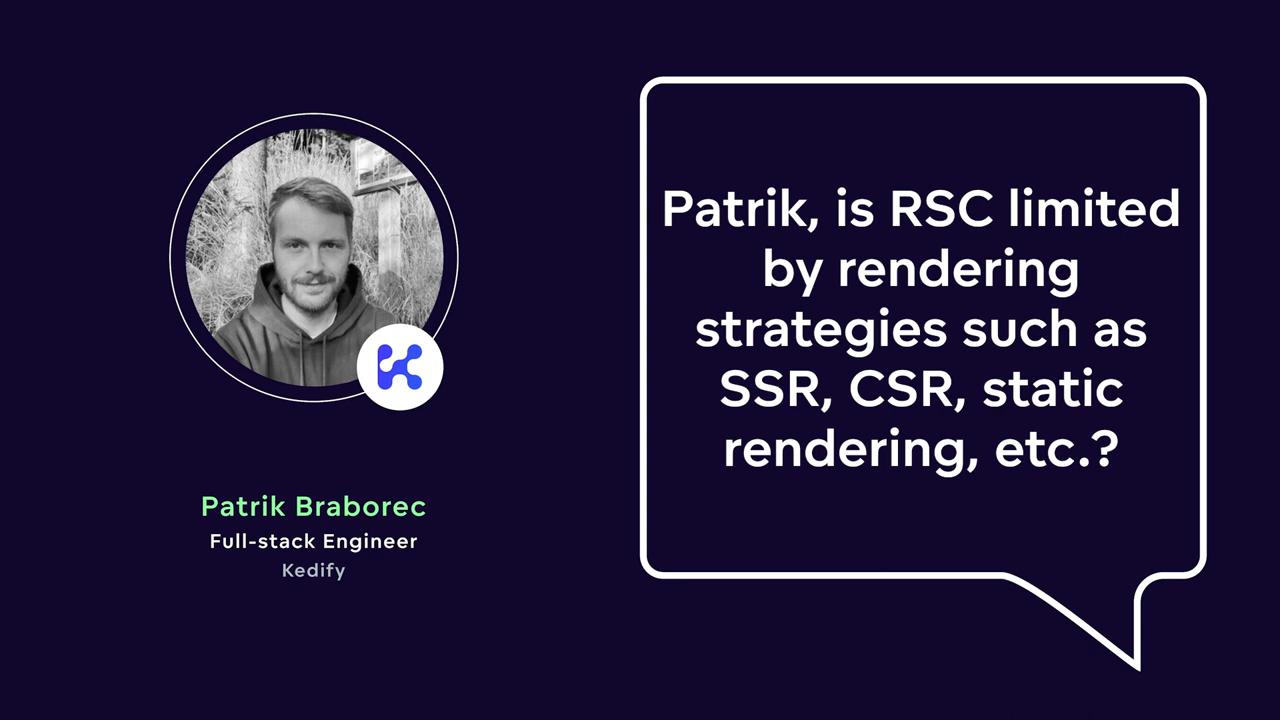 Patrik, is RSC limited
by rendering
strategies such as
SSR, CSR, static
rendering, etc.?
Patrik Braborec
Full-stack Engineer
Kedify